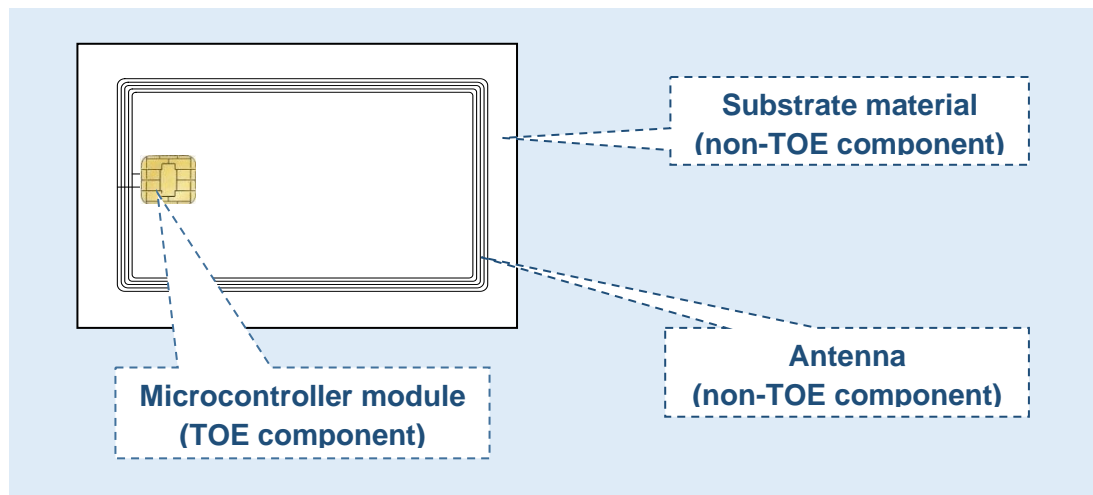 Substrate material
(non-TOE component)
Antenna
(non-TOE component)
Microcontroller module
(TOE component)